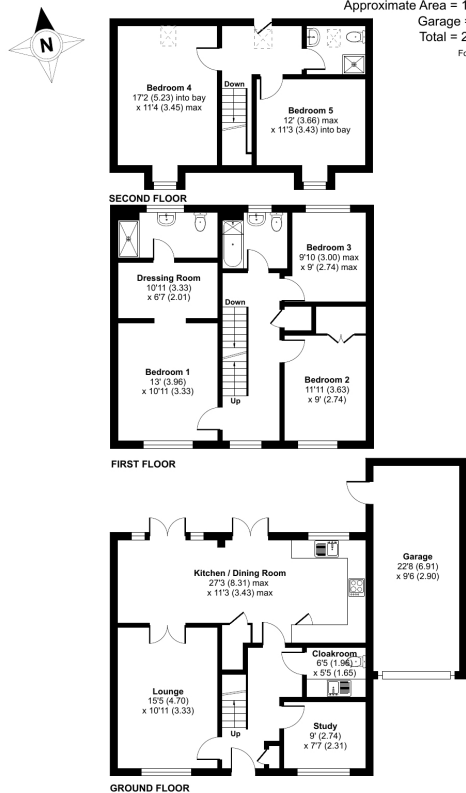 Approximate Area = 1
Garage =
Total = 2
Fo
N
Bedroom 4
17'2 (5.23) into bay
x 11'4 (3.45) max
Down
Bedroom 5
12' (3.66) max
x 11'3 (3.43) into bay
SECOND FLOOR
Dressing Room
10'11 (3.33)
x 6'7 (2.01)
Bedroom 3
9'10 (3.00) max
x 9' (2.74) max
Down
Bedroom 1
13' (3.96)
x 10'11 (3.33)
Up
Bedroom 2
11'11 (3.63)
x 9' (2.74)
FIRST FLOOR
Kitchen / Dining Room
27'3 (8.31) max
x 11'3 (3.43) max
Garage
22'8 (6.91)
x 9'6 (2.90)
Cloakroom
6'5 (1.96)
x 5'5 (1.65)
Lounge
15'5 (4.70)
x 10'11 (3.33)
Up
Study
9' (2.74)
x 7'7 (2.31)
GROUND FLOOR